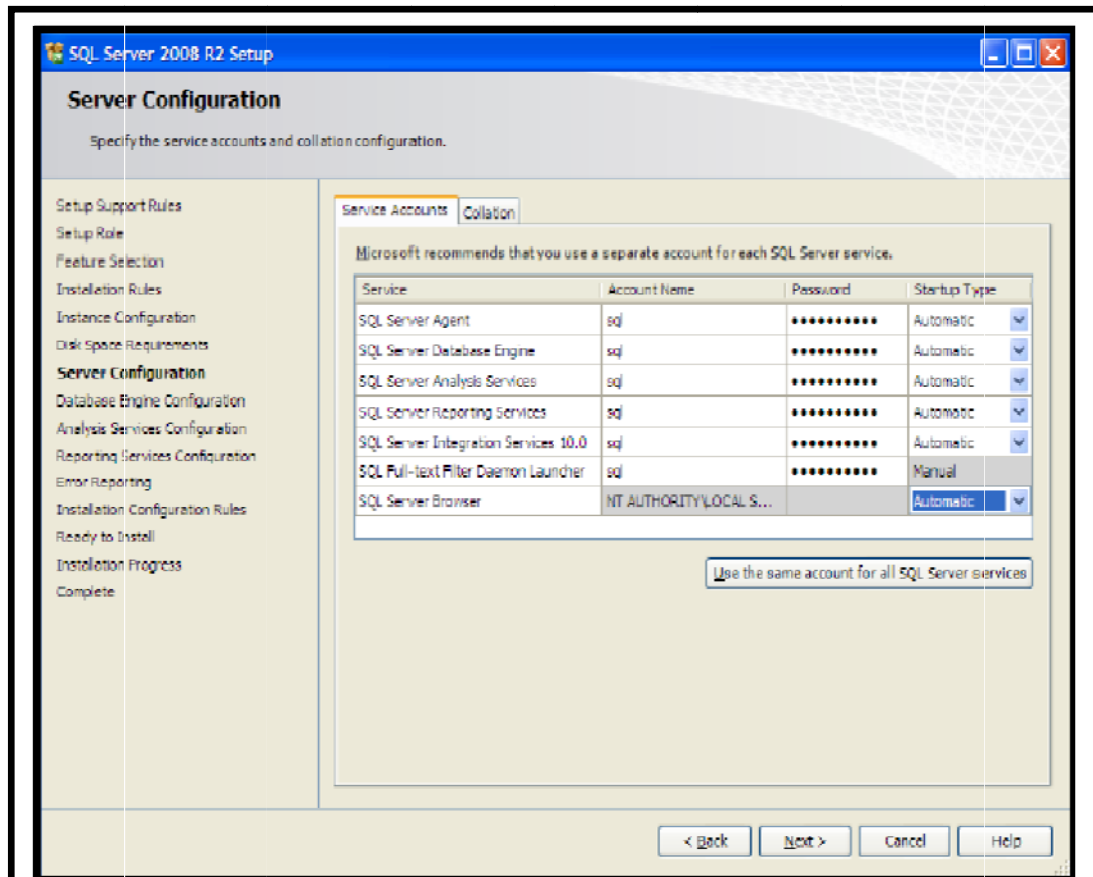 SQL Server 2008 R2 Setup
Server Configuration
Specify the service accounts and collation configuration.
Setup Support Rules
Setup Role
Feature Selection
Installation Rules
Instance Configuration
Disk Space Requirements
Server Configuration
Database Engine Configuration
Analysis Services Configuration
Reporting Services Configuration
Error Reporting
Installation Configuration Rules
Ready to Install
Installation Progress
Complete
Service Accounts Collation
Microsoft recommends that you use a separate account for each SQL Server service.
Service Account Name Password Startup Type
SQL Server Agent sql ●●●●●●●●●● Automatic
SQL Server Database Engine sql ●●●●●●●●●● Automatic
SQL Server Analysis Services sql ●●●●●●●●●● Automatic
SQL Server Reporting Services sql ●●●●●●●●●● Automatic
SQL Server Integration Services 10.0 sql ●●●●●●●●●● Automatic
SQL Full-text Filter Daemon Launcher sql ●●●●●●●●●● Manual
SQL Server Browser NT AUTHORITY\LOCAL S... Automatic
Use the same account for all SQL Server services
< Back Next > Cancel Help